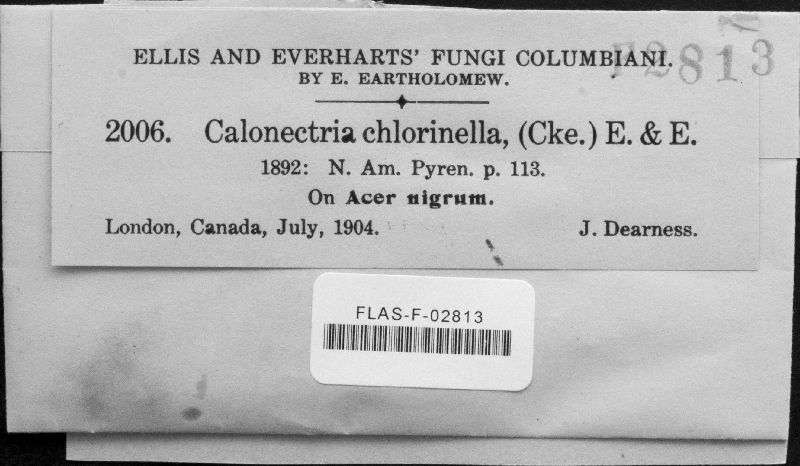 ELLIS AND EVERHARTS' FUNGI COLUMBIANI.
F2813
BY E. EARTHOLOMEW.
2006. Calonectria chlorinella, (Cke.) E. & E.
1892: N. Am. Pyren. p. 113.
On Acer nigrum.
London, Canada, July, 1904. J. Dearness.
FLAS-F-02813